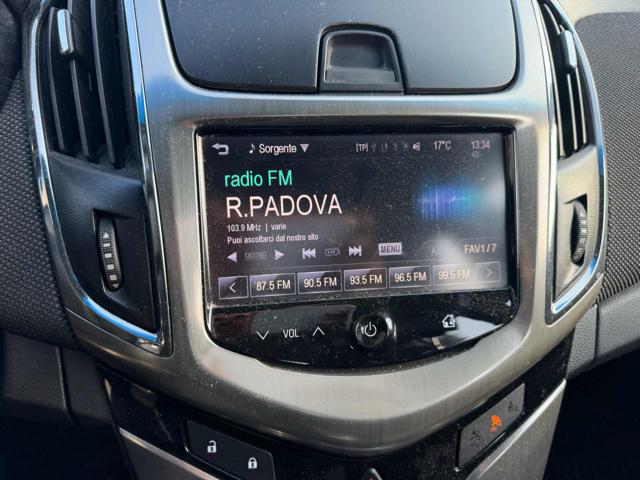 ♪ Sorgente ▼ [TP] 17°C 13:34
radio FM
R.PADOVA
103.9 MHz | varie
Puoi ascoltarci dal nostro sito
SINTONIZ CERCA MENU AS FAV1/7
87.5 FM 90.5 FM 93.5 FM 96.5 FM 99.5 FM
VOL